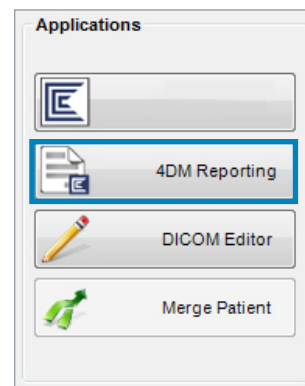 Applications
4DM Reporting
DICOM Editor
Merge Patient